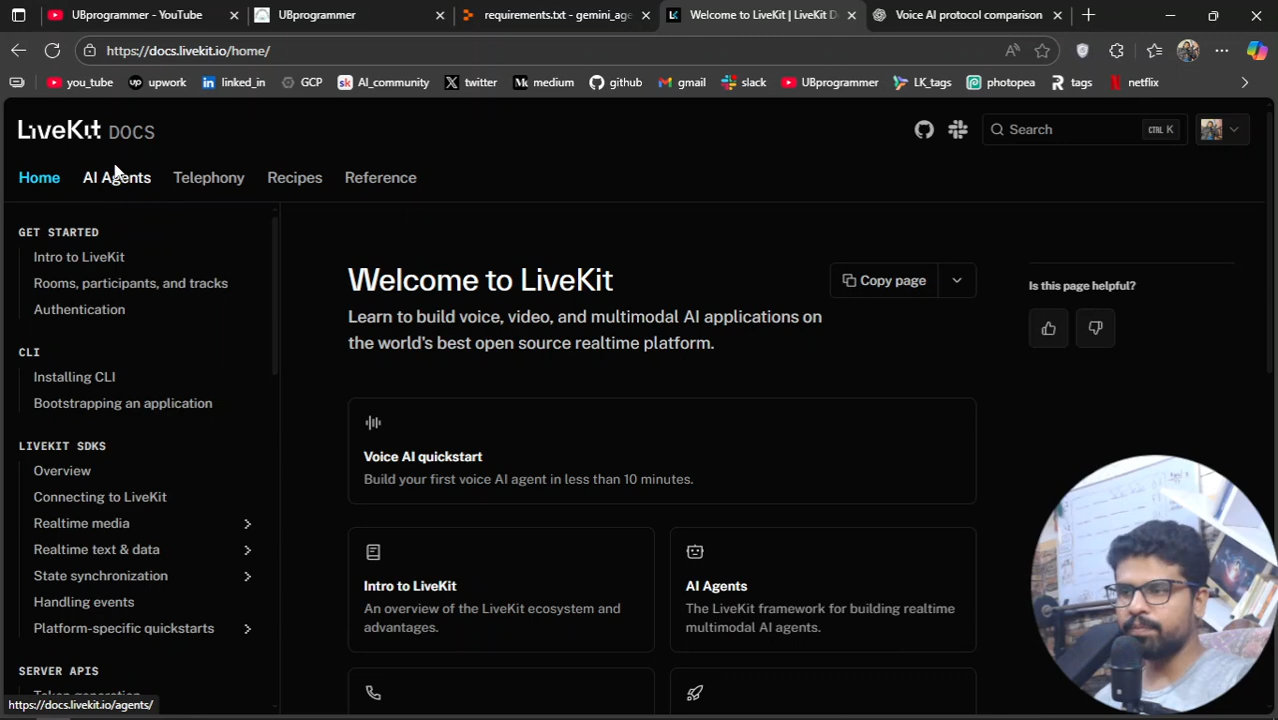 UBprogrammer - YouTube
UBprogrammer
requirements.txt - gemini_age
Welcome to LiveKit | LiveKit D
Voice AI protocol comparison
https://docs.livekit.io/home/
you_tube
upwork
linked_in
GCP
AI_community
twitter
medium
github
gmail
slack
UBprogrammer
LK_tags
photopea
tags
netflix
LiveKit DOCS
Search
CTRL K
Home
AI Agents
Telephony
Recipes
Reference
GET STARTED
Intro to LiveKit
Rooms, participants, and tracks
Authentication
CLI
Installing CLI
Bootstrapping an application
LIVEKIT SDKS
Overview
Connecting to LiveKit
Realtime media
Realtime text & data
State synchronization
Handling events
Platform-specific quickstarts
SERVER APIS
Token generation
https://docs.livekit.io/agents/
Welcome to LiveKit
Copy page
Learn to build voice, video, and multimodal AI applications on
the world's best open source realtime platform.
Voice AI quickstart
Build your first voice AI agent in less than 10 minutes.
Intro to LiveKit
An overview of the LiveKit ecosystem and
advantages.
AI Agents
The LiveKit framework for building realtime
multimodal AI agents.
Is this page helpful?